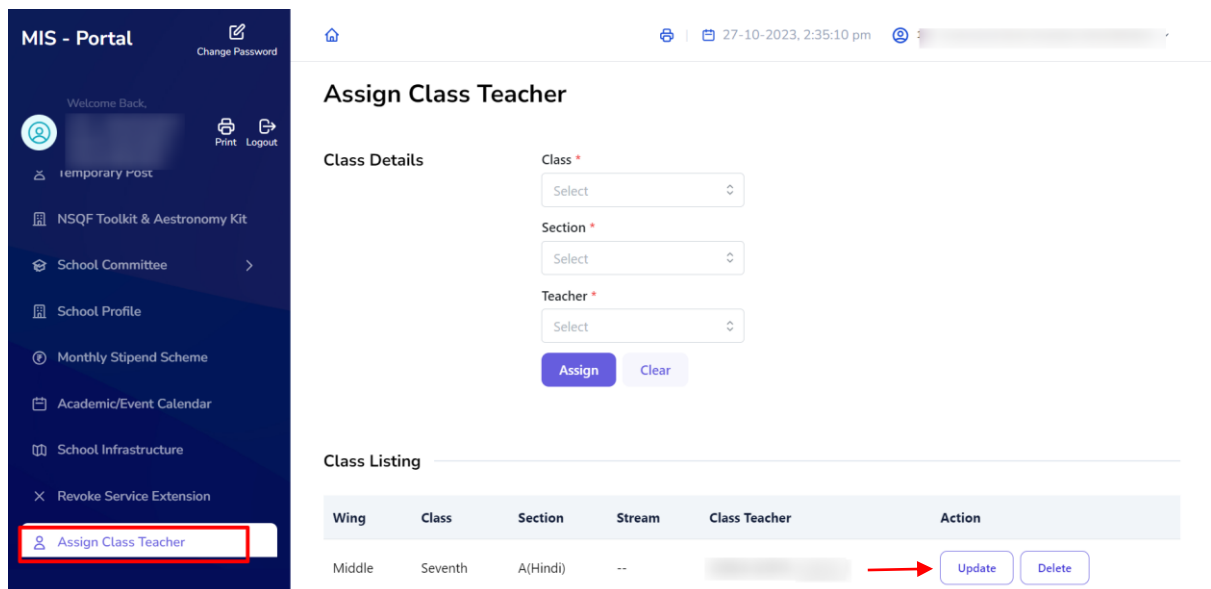 MIS - Portal
Change Password
27-10-2023, 2:35:10 pm
Welcome Back,
Print Logout
Temporary Post
NSQF Toolkit & Aestronomy Kit
School Committee
School Profile
Monthly Stipend Scheme
Academic/Event Calendar
School Infrastructure
Revoke Service Extension
Assign Class Teacher
Assign Class Teacher
Class Details
Class *
Select
Section *
Select
Teacher *
Select
Assign Clear
Class Listing
Wing Class Section Stream Class Teacher Action
Middle Seventh A(Hindi) -- Update Delete